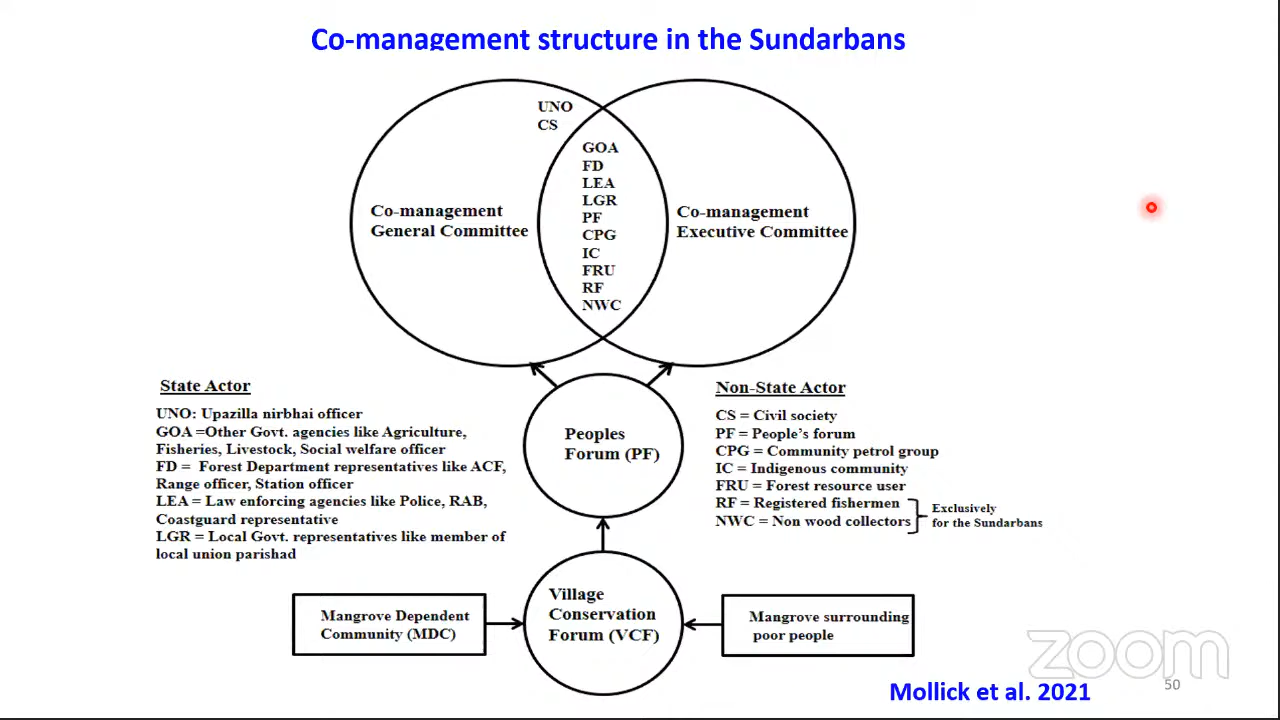 Co-management structure in the Sundarbans
UNO
CS
GOA
FD
LEA
LGR
PF
CPG
IC
FRU
RF
NWC
Co-management
General Committee
Co-management
Executive Committee
State Actor
UNO: Upazilla nirbhai officer
GOA =Other Govt. agencies like Agriculture,
Fisheries, Livestock, Social welfare officer
FD = Forest Department representatives like ACF,
Range officer, Station officer
LEA = Law enforcing agencies like Police, RAB,
Coastguard representative
LGR = Local Govt. representatives like member of
local union parishad
Peoples
Forum (PF)
Non-State Actor
CS = Civil society
PF = People's forum
CPG = Community petrol group
IC = Indigenous community
FRU = Forest resource user
RF = Registered fishermen
NWC = Non wood collectors
Exclusively
for the Sundarbans
Mangrove Dependent
Community (MDC)
Village
Conservation
Forum (VCF)
Mangrove surrounding
poor people
zoom
Mollick et al. 2021
50